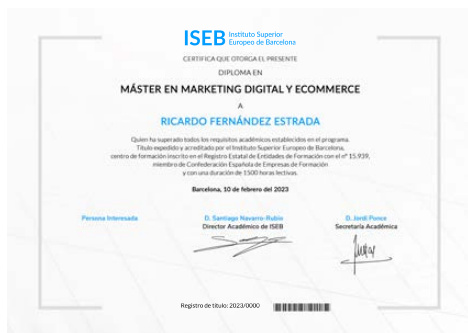 ISEB Instituto Superior
Europeo de Barcelona
CERTIFICA QUE OTORGA EL PRESENTE
DIPLOMA EN
MÁSTER EN MARKETING DIGITAL Y ECOMMERCE
A
RICARDO FERNÁNDEZ ESTRADA
Quien ha superado todos los requisitos académicos establecidos en el programa.
Título expedido y acreditado por el Instituto Superior Europeo de Barcelona,
centro de formación inscrito en el Registro Estatal de Entidades de Formación con el nº 15.939,
miembro de Confederación Española de Empresas de Formación
y con una duración de 1500 horas lectivas.
Barcelona, 10 de febrero del 2023
Persona Interesada
D. Santiago Navarro-Rubio
Director Académico de ISEB
D. Jordi Ponce
Secretaría Académica
Registro de título: 2023/0000